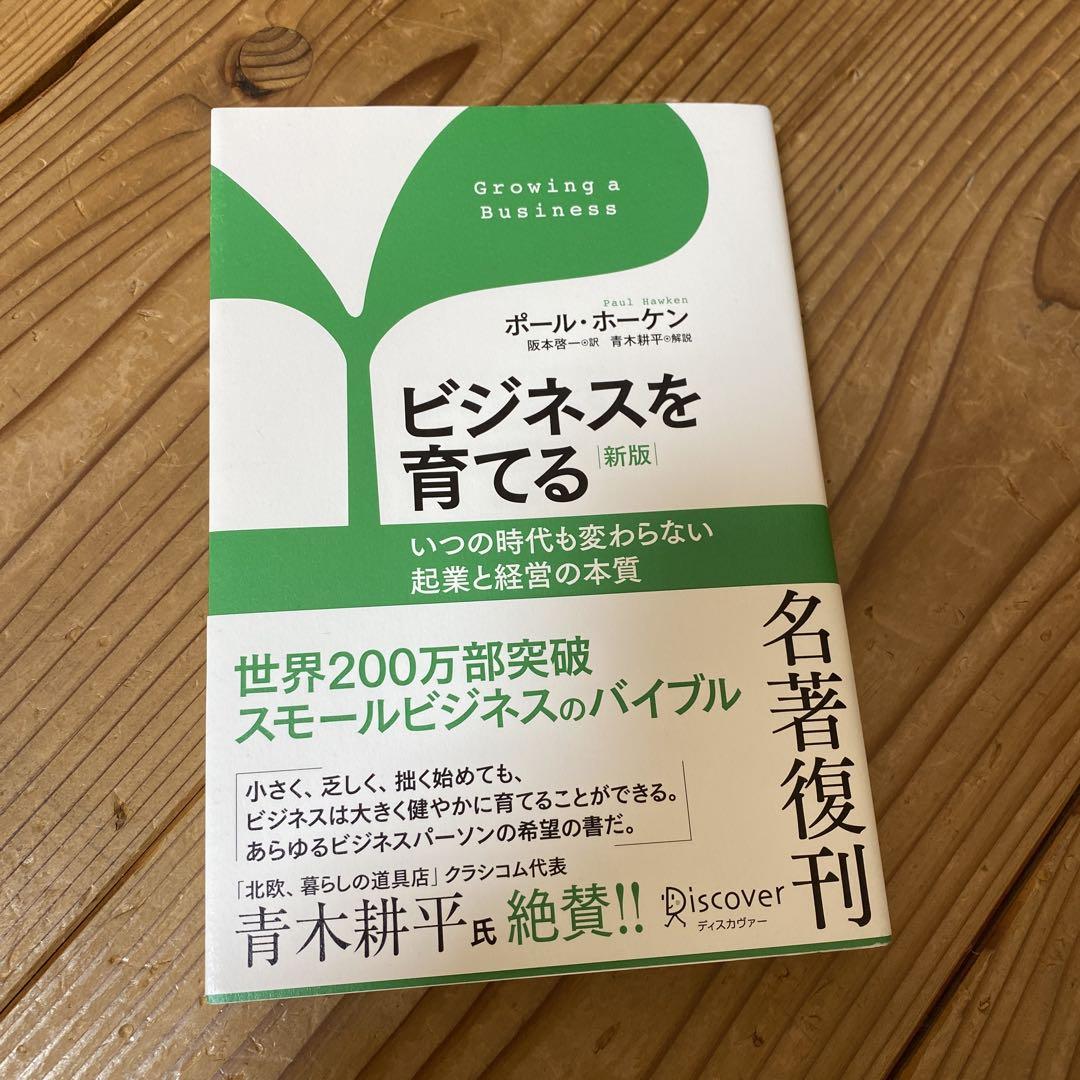 Growing a
Business
Paul Hawken
ポール・ホーケン
阪本啓一◎訳 青木耕平◎解説
ビジネスを
育てる
新版
いつの時代も変わらない
起業と経営の本質
名著復刊
世界200万部突破
スモールビジネスのバイブル
小さく、乏しく、拙く始めても、
ビジネスは大きく健やかに育てることができる。
あらゆるビジネスパーソンの希望の書だ。
「北欧、暮らしの道具店」クラシコム代表
青木耕平氏 絶賛!!
Discover
ディスカヴァー